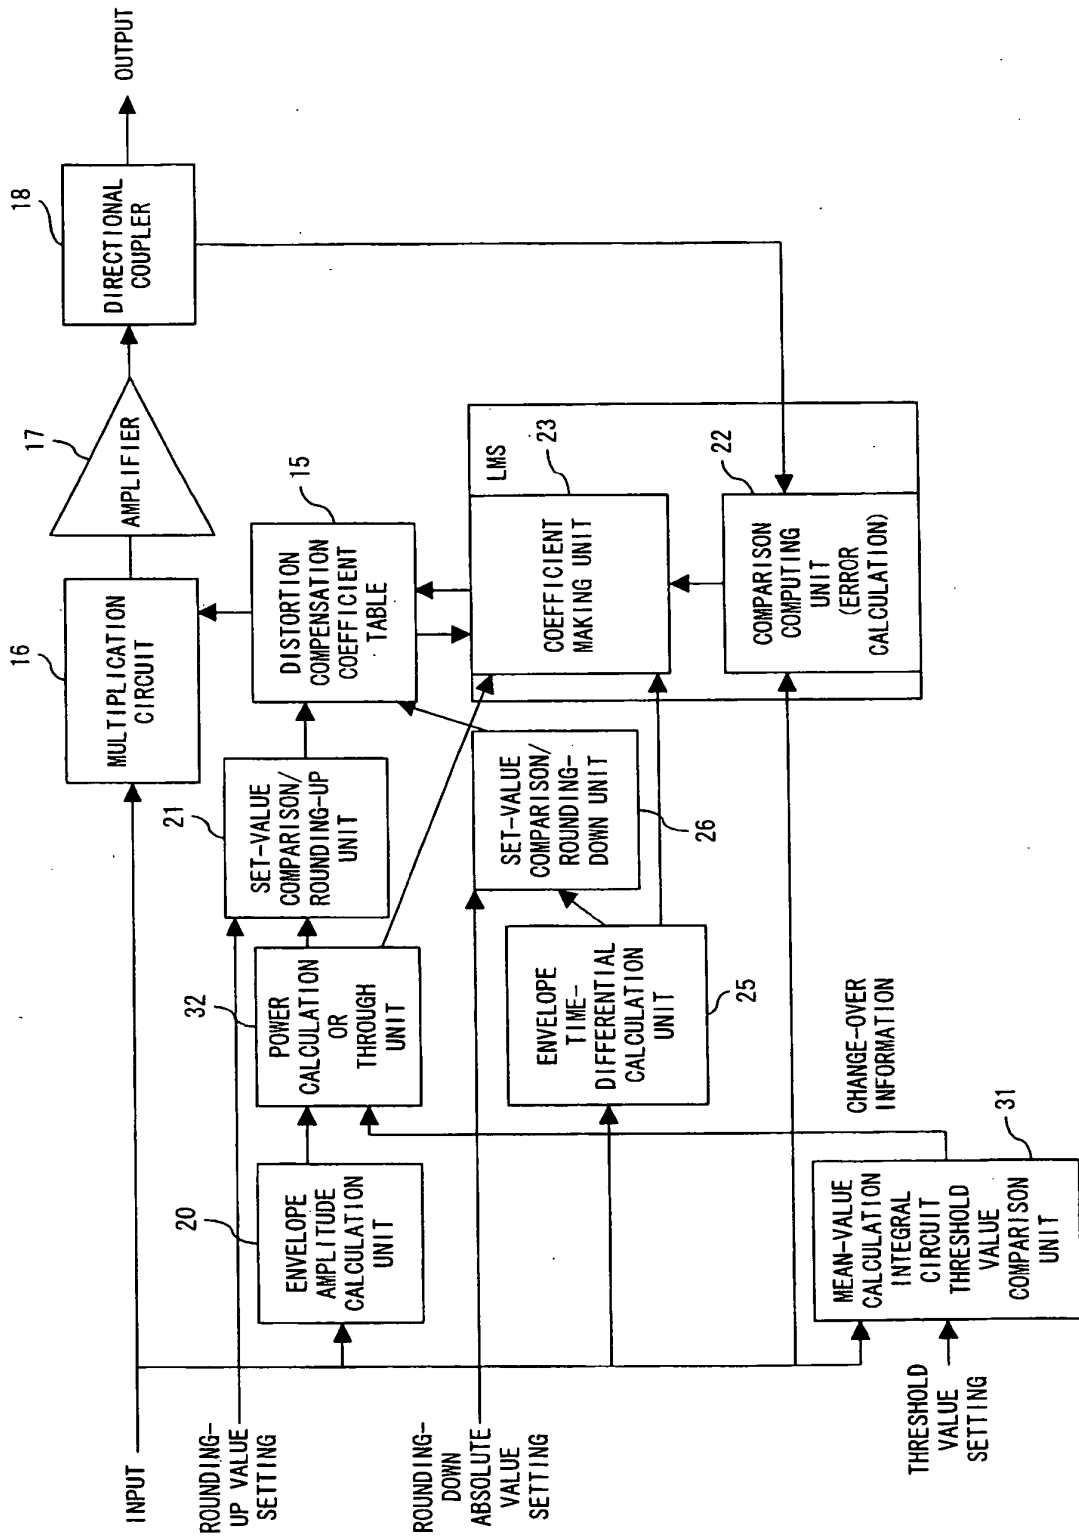 INPUT
ROUNDING-
UP VALUE
SETTING
ROUNDING-
DOWN
ABSOLUTE
VALUE
SETTING
THRESHOLD
VALUE
SETTING
20
ENVELOPE
AMPLITUDE
CALCULATION
UNIT
MEAN-VALUE
CALCULATION
INTEGRAL
CIRCUIT
THRESHOLD
VALUE
COMPARISON
UNIT
31
CHANGE-OVER
INFORMATION
32
POWER
CALCULATION
OR
THROUGH
UNIT
ENVELOPE
TIME-
DIFFERENTIAL
CALCULATION
UNIT
25
21
SET-VALUE
COMPARISON/
ROUNDING-UP
UNIT
SET-VALUE
COMPARISON/
ROUNDING-
DOWN UNIT
26
16
MULTIPLICATION
CIRCUIT
15
DISTORTION
COMPENSATION
COEFFICIENT
TABLE
LMS
23
COEFFICIENT
MAKING UNIT
22
COMPARISON
COMPUTING
UNIT
(ERROR
CALCULATION)
17
AMPLIFIER
18
DIRECTIONAL
COUPLER
OUTPUT